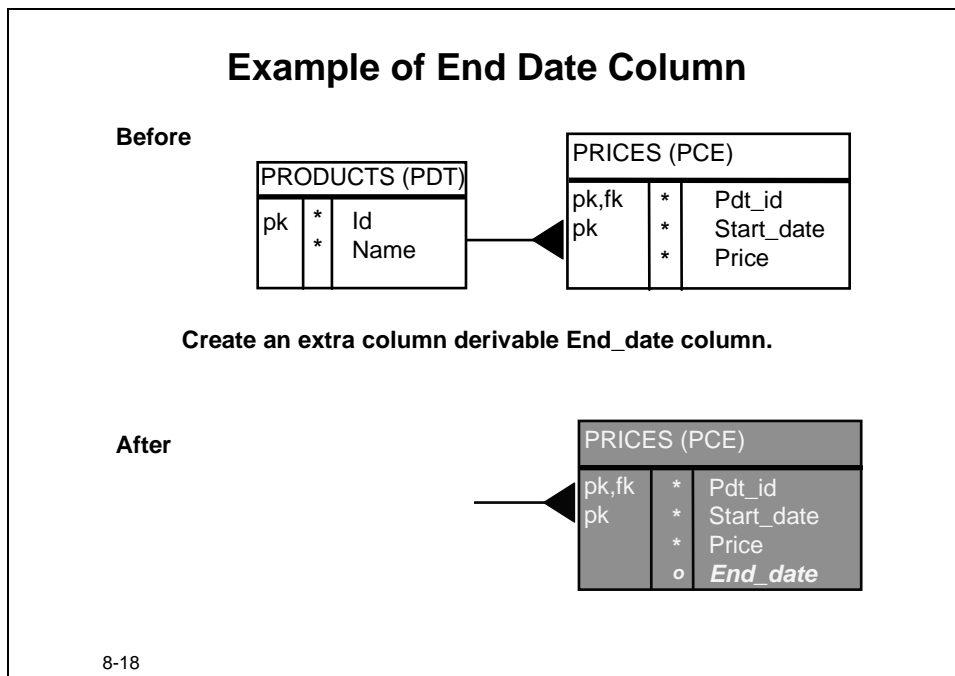 Example of End Date Column
Before
PRODUCTS (PDT)
pk * Id
* Name
PRICES (PCE)
pk,fk * Pdt_id
pk * Start_date
* Price
Create an extra column derivable End_date column.
After
PRICES (PCE)
pk,fk * Pdt_id
pk * Start_date
* Price
o End_date
8-18